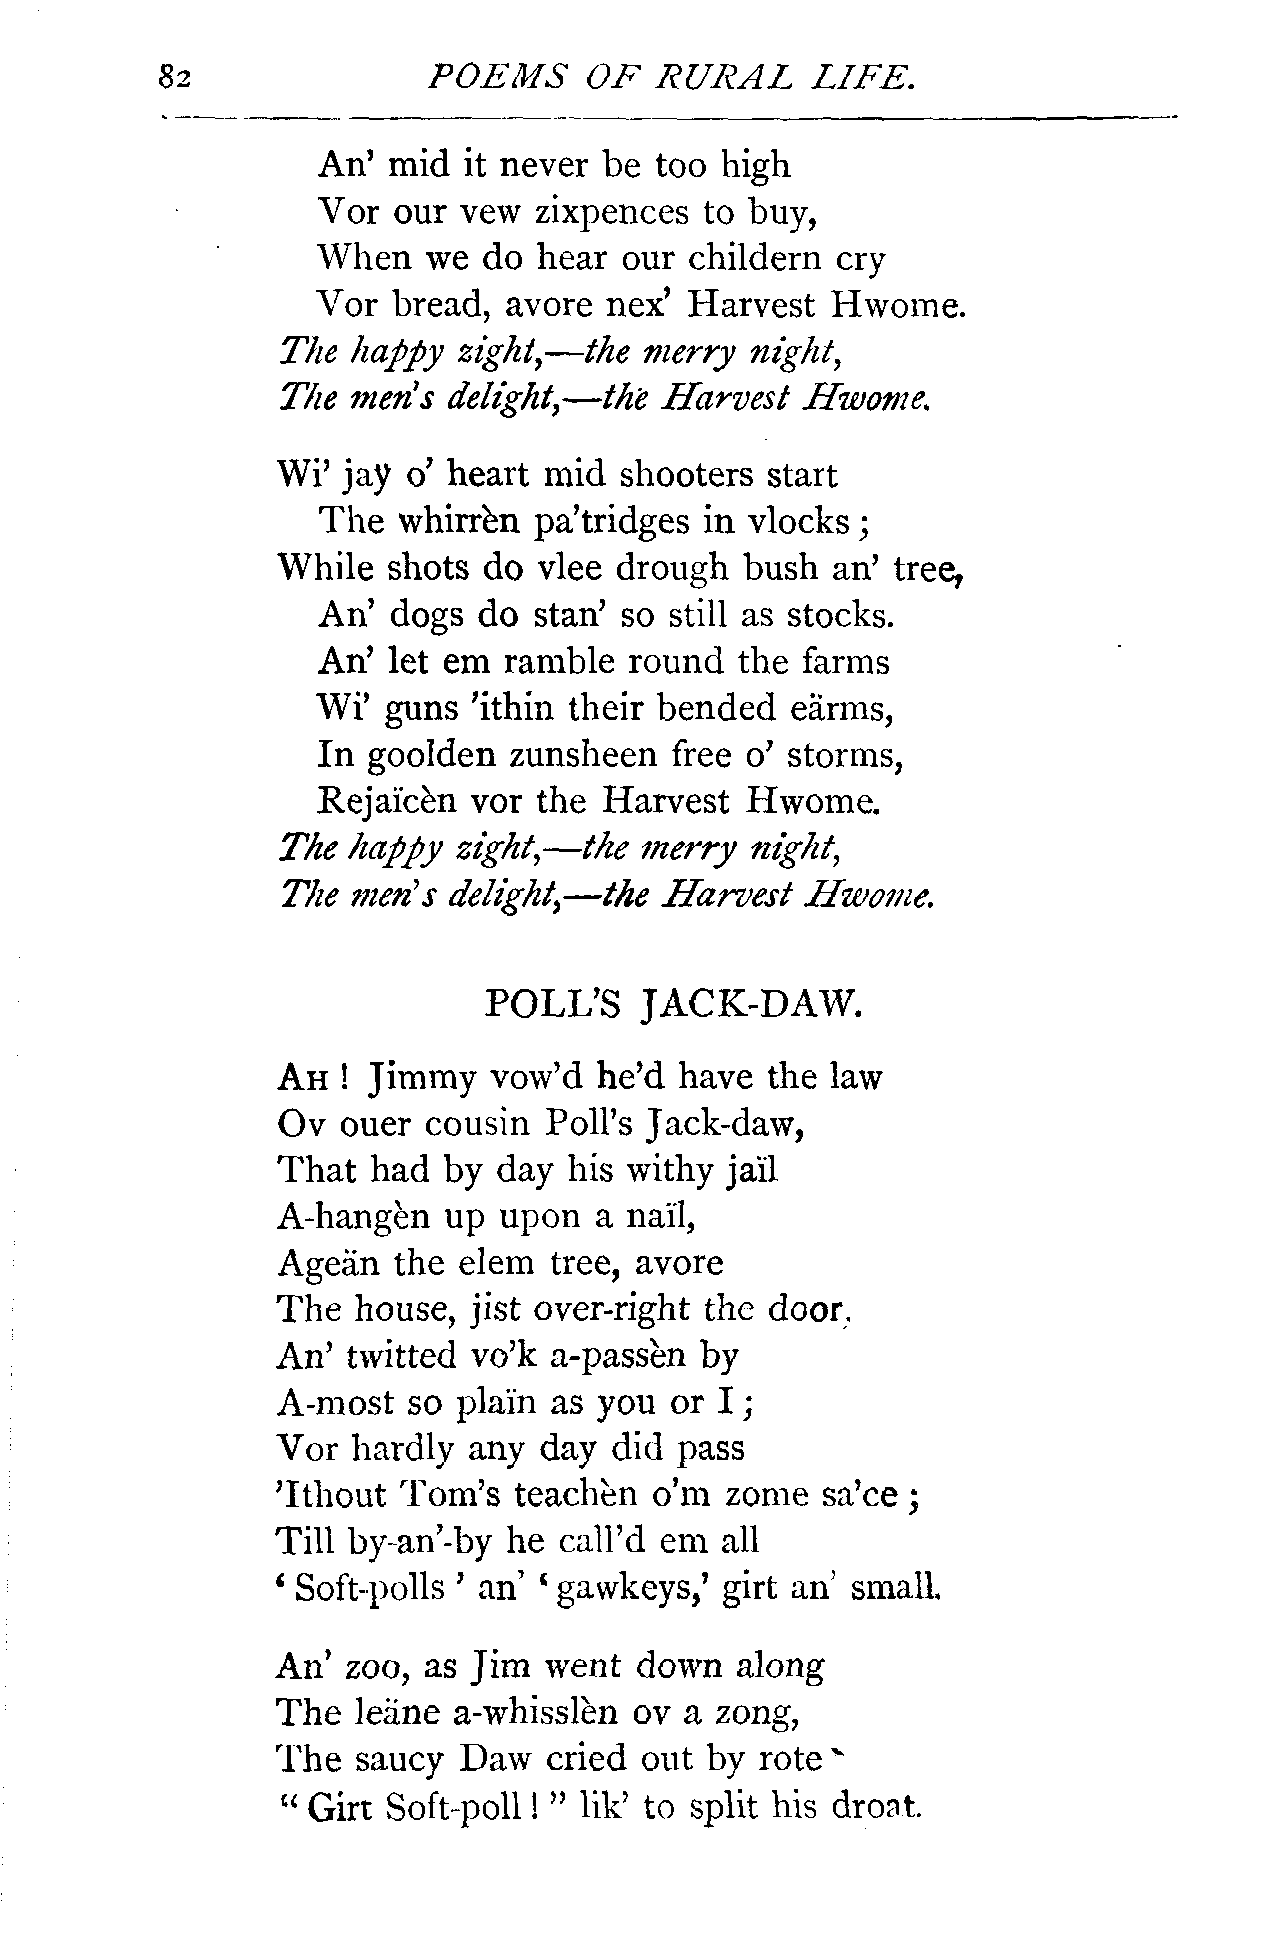 82 POEMS OF RURAL LIFE.
An' mid it never be too high
Vor our vew zixpences to buy,
When we do hear our childern cry
Vor bread, avore nex' Harvest Hwome.
The happy zight,—the merry night,
The men's delight,—the Harvest Hwome.
Wi' jaÿ o' heart mid shooters start
The whirrèn pa'tridges in vlocks;
While shots do vlee drough bush an' tree,
An' dogs do stan' so still as stocks.
An' let em ramble round the farms
Wi' guns 'ithin their bended eärms,
In goolden zunsheen free o' storms,
Rejaïcèn vor the Harvest Hwome.
The happy zight,—the merry night,
The men's delight,—the Harvest Hwome.
POLL'S JACK-DAW.
AH! Jimmy vow'd he'd have the law
Ov ouer cousin Poll's Jack-daw,
That had by day his withy jaïl
A-hangèn up upon a naïl,
Ageän the elem tree, avore
The house, jist over-right the door,
An' twitted vo'k a-passèn by
A-most so plaïn as you or I;
Vor hardly any day did pass
'Ithout Tom's teachèn o'm zome sa'ce;
Till by-an'-by he call'd em all
'Soft-polls' an' 'gawkeys,' girt an' small.
An' zoo, as Jim went down along
The leäne a-whisslèn ov a zong,
The saucy Daw cried out by rote
"Girt Soft-poll!" lik' to split his droat.